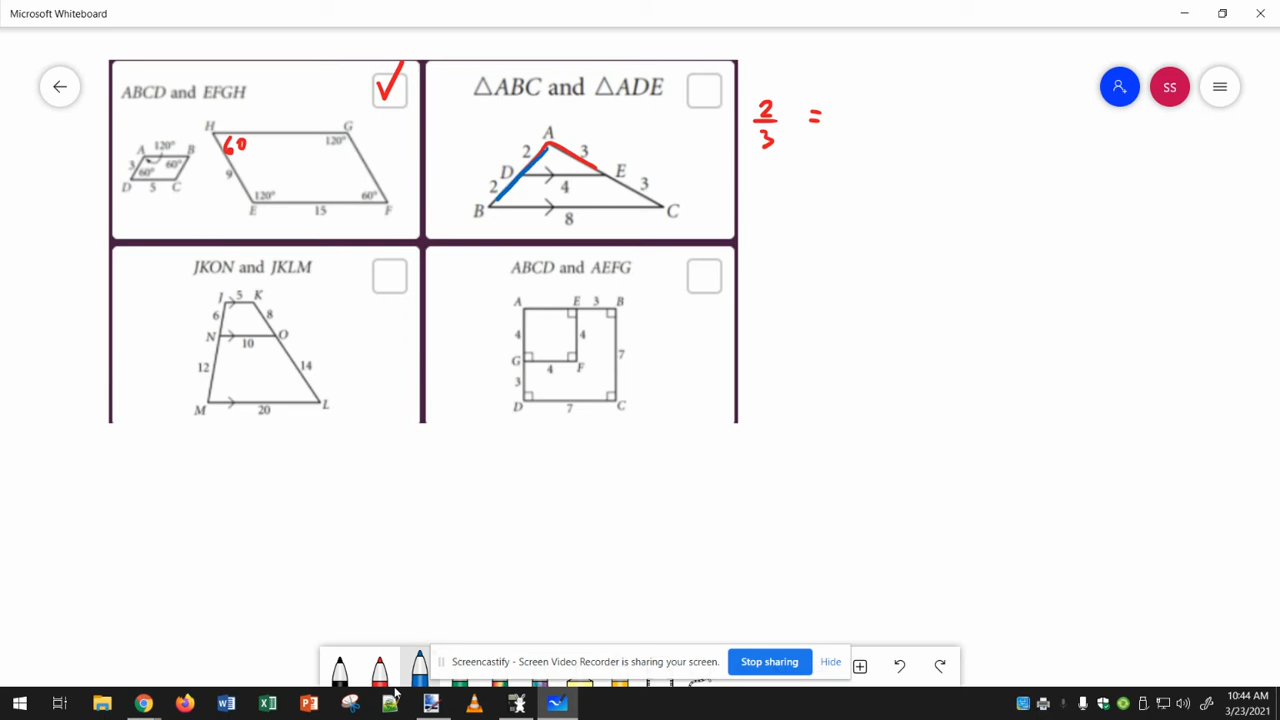 Microsoft Whiteboard
ABCD and EFGH
H G
60
120°
A 120° B
3 60° 60°
D 5 C
9
120° 60°
E 15 F
△ABC and △ADE
A
2 3
D E
2 4 3
B C
8
2
3
=
SS
JKON and JKLM
J 5 K
6 8
N O
10
12 14
M 20 L
ABCD and AEFG
A E 3 B
4 4
7
G F
4
3
D 7 C
Screencastify - Screen Video Recorder is sharing your screen.
Stop sharing
Hide
10:44 AM
3/23/2021